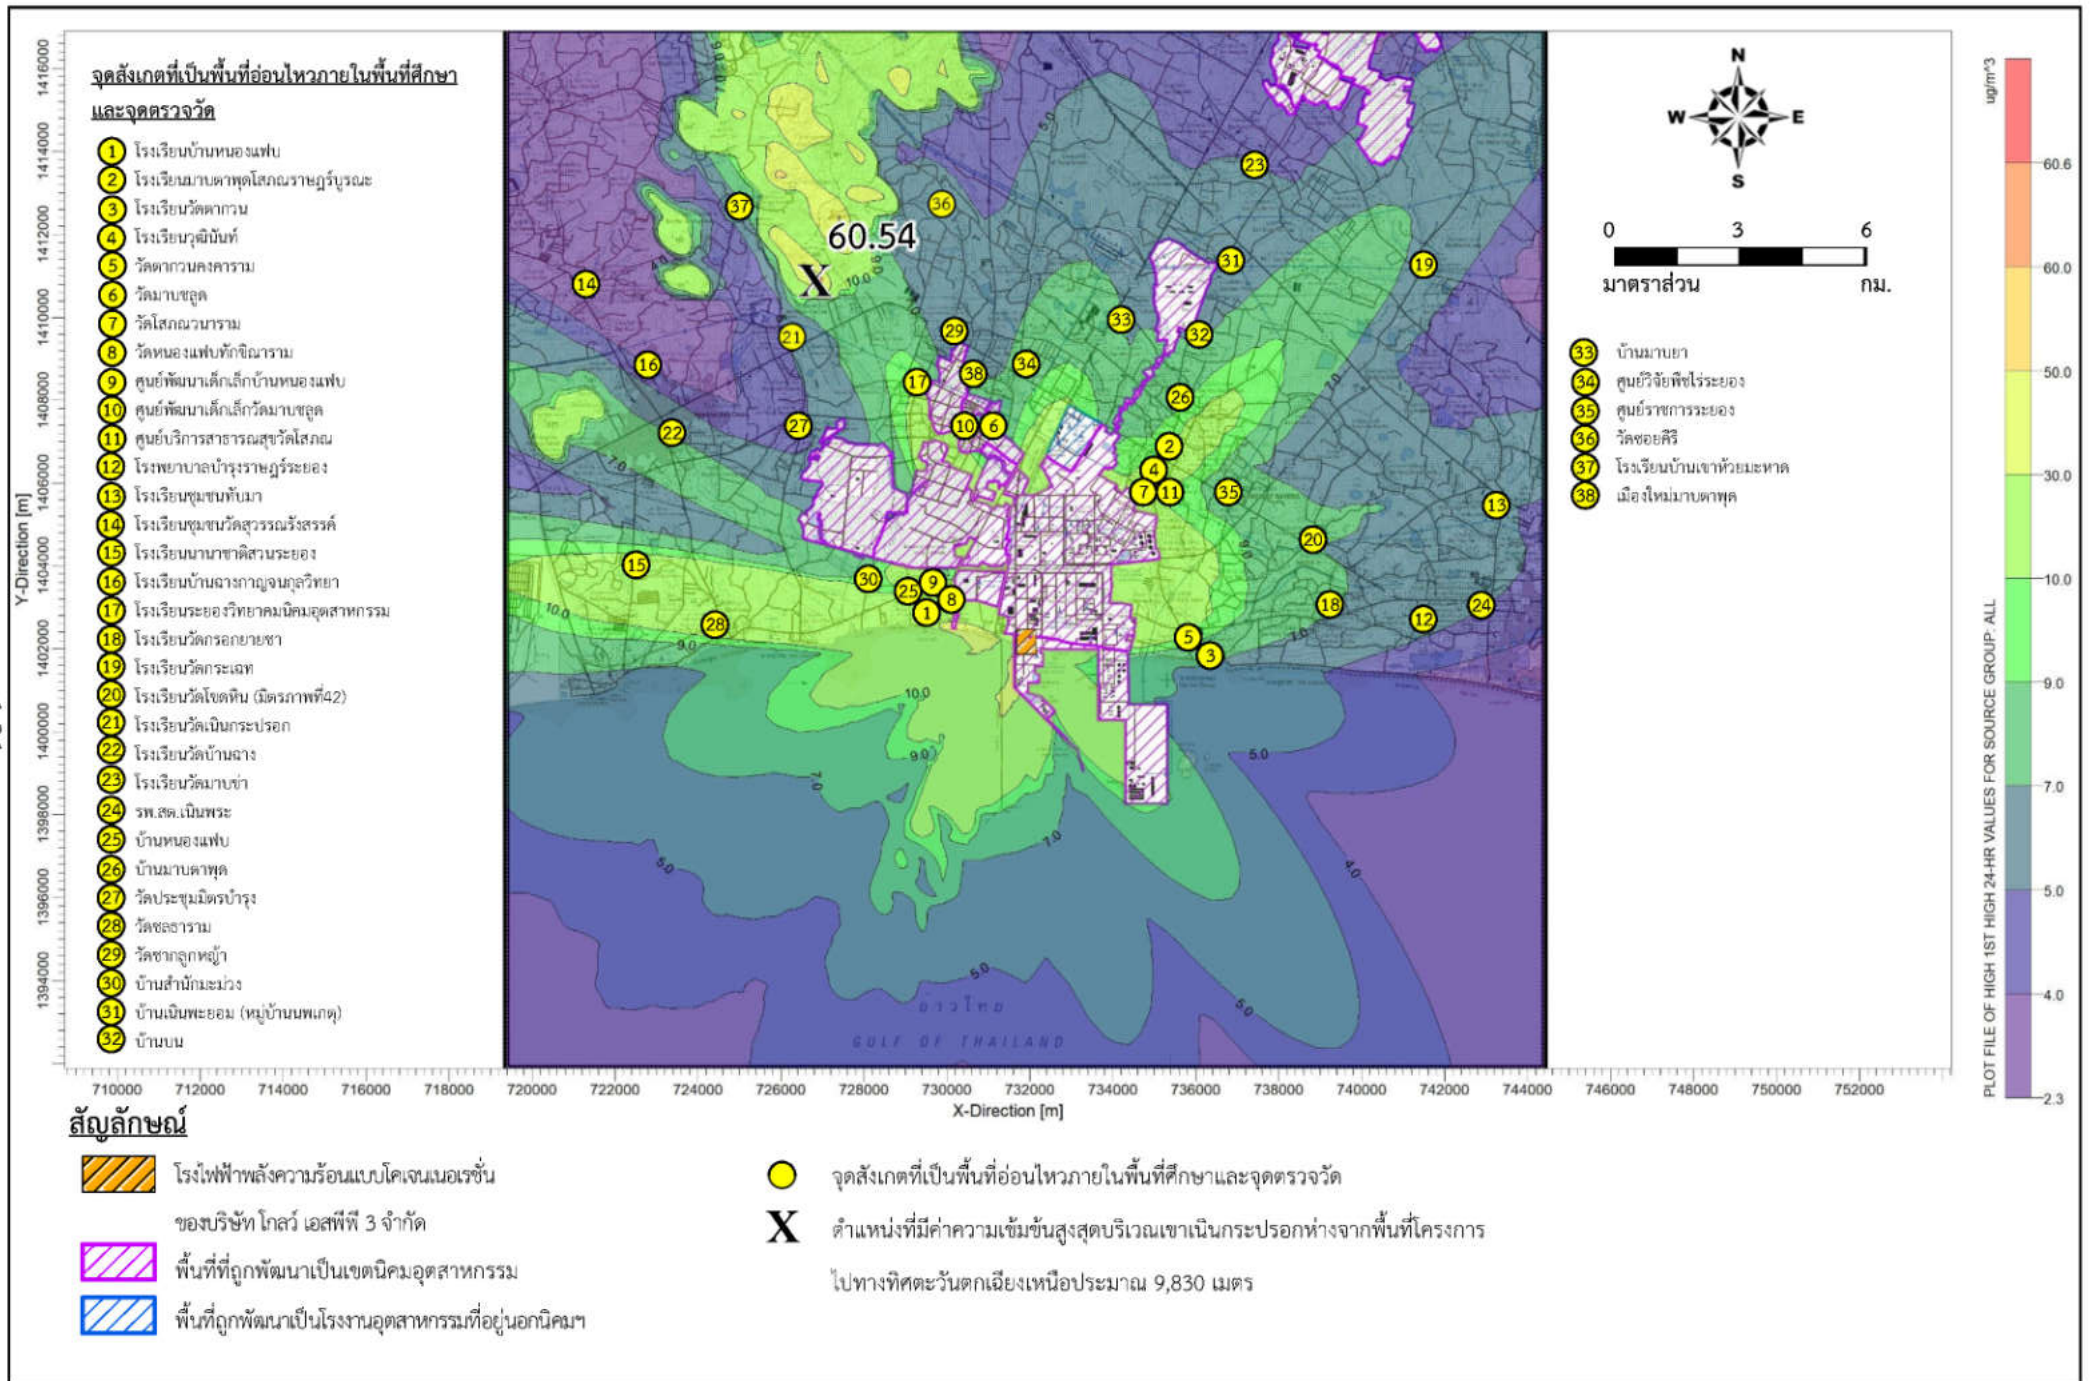 จุดสังเกตที่เป็นพื้นที่อ่อนไหวภายในพื้นที่ศึกษา
และจุดตรวจวัด
1 โรงเรียนบ้านหนองแฟบ
2 โรงเรียนมาบตาพุดโสภณราษฎร์บูรณะ
3 โรงเรียนวัดตากวน
4 โรงเรียนวุฒินันท์
5 วัดตากวนคงคาราม
6 วัดมาบชลูด
7 วัดโสภณวนาราม
8 วัดหนองแฟบทักขิณาราม
9 ศูนย์พัฒนาเด็กเล็กบ้านหนองแฟบ
10 ศูนย์พัฒนาเด็กเล็กวัดมาบชลูด
11 ศูนย์บริการสาธารณสุขวัดโสภณ
12 โรงพยาบาลบำรุงราษฎร์ระยอง
13 โรงเรียนชุมชนทับมา
14 โรงเรียนชุมชนวัดสุวรรณรังสรรค์
15 โรงเรียนนานาชาติสวนระยอง
16 โรงเรียนบ้านฉางกาญจนกุลวิทยา
17 โรงเรียนระยองวิทยาคมนิคมอุตสาหกรรม
18 โรงเรียนวัดกรอกยายชา
19 โรงเรียนวัดกระเฉท
20 โรงเรียนวัดโขดหิน (มิตรภาพที่42)
21 โรงเรียนวัดเนินกระปรอก
22 โรงเรียนวัดบ้านฉาง
23 โรงเรียนวัดมาบข่า
24 รพ.สต.เนินพระ
25 บ้านหนองแฟบ
26 บ้านมาบตาพุด
27 วัดประชุมมิตรบำรุง
28 วัดชลธาราม
29 วัดชากลูกหญ้า
30 บ้านสำนักมะม่วง
31 บ้านเนินพะยอม (หมู่บ้านนพเกตุ)
32 บ้านบน
33 บ้านมาบยา
34 ศูนย์วิจัยพืชไร่ระยอง
35 ศูนย์ราชการระยอง
36 วัดซอยคีรี
37 โรงเรียนบ้านเขาห้วยมะหาด
38 เมืองใหม่มาบตาพุด
N
W E
S
0 3 6
มาตราส่วน กม.
60.54
X
อ่าวไทย
GULF OF THAILAND
Y-Direction [m]
1416000
1414000
1412000
1410000
1408000
1406000
1404000
1402000
1400000
1398000
1396000
1394000
710000 712000 714000 716000 718000 720000 722000 724000 726000 728000 730000 732000 734000 736000 738000 740000 742000 744000 746000 748000 750000 752000
X-Direction [m]
PLOT FILE OF HIGH 1ST HIGH 24-HR VALUES FOR SOURCE GROUP: ALL
ug/m^3
60.6
60.0
50.0
30.0
10.0
9.0
7.0
5.0
4.0
2.3
สัญลักษณ์
โรงไฟฟ้าพลังความร้อนแบบโคเจนเนอเรชั่น
ของบริษัท โกลว์ เอสพีพี 3 จำกัด
พื้นที่ที่ถูกพัฒนาเป็นเขตนิคมอุตสาหกรรม
พื้นที่ถูกพัฒนาเป็นโรงงานอุตสาหกรรมที่อยู่นอกนิคมฯ
จุดสังเกตที่เป็นพื้นที่อ่อนไหวภายในพื้นที่ศึกษาและจุดตรวจวัด
X ตำแหน่งที่มีค่าความเข้มข้นสูงสุดบริเวณเขาเนินกระปรอกห่างจากพื้นที่โครงการ
ไปทางทิศตะวันตกเฉียงเหนือประมาณ 9,830 เมตร